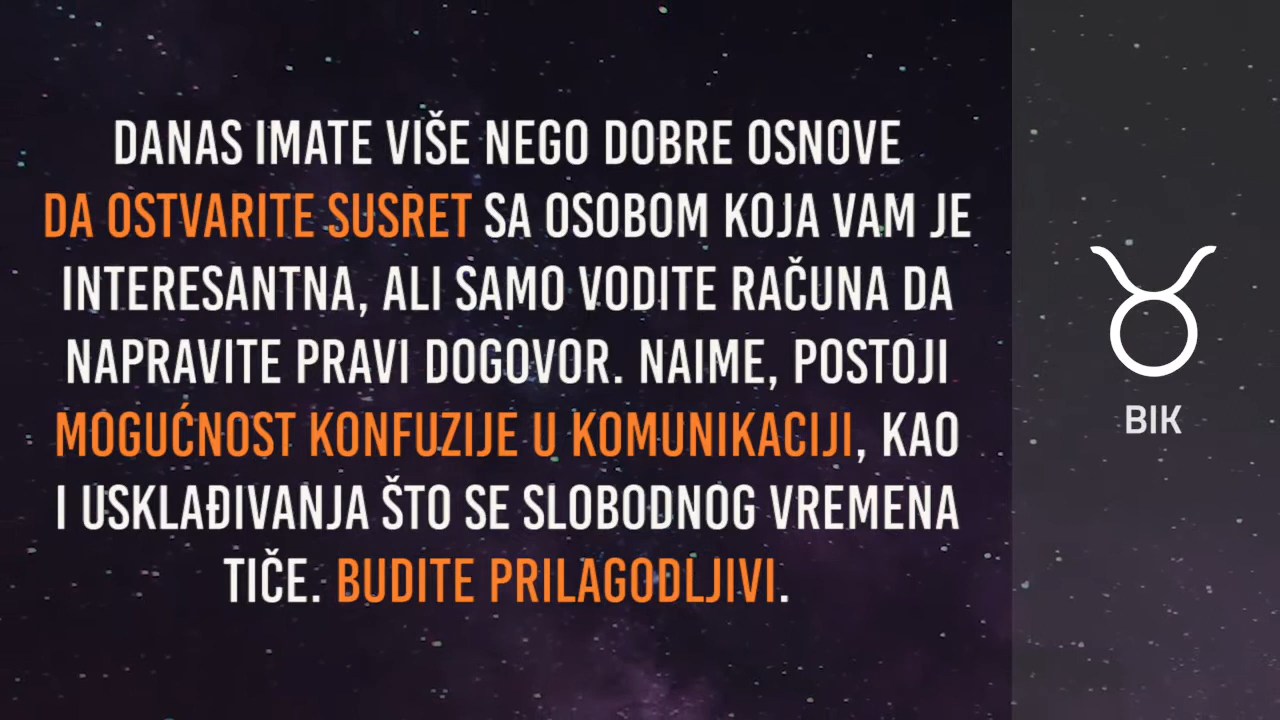 DANAS IMATE VIŠE NEGO DOBRE OSNOVE
DA OSTVARITE SUSRET SA OSOBOM KOJA VAM JE
INTERESANTNA, ALI SAMO VODITE RAČUNA DA
NAPRAVITE PRAVI DOGOVOR. NAIME, POSTOJI
MOGUĆNOST KONFUZIJE U KOMUNIKACIJI, KAO
I USKLAĐIVANJA ŠTO SE SLOBODNOG VREMENA
TIČE. BUDITE PRILAGODLJIVI.
BIK